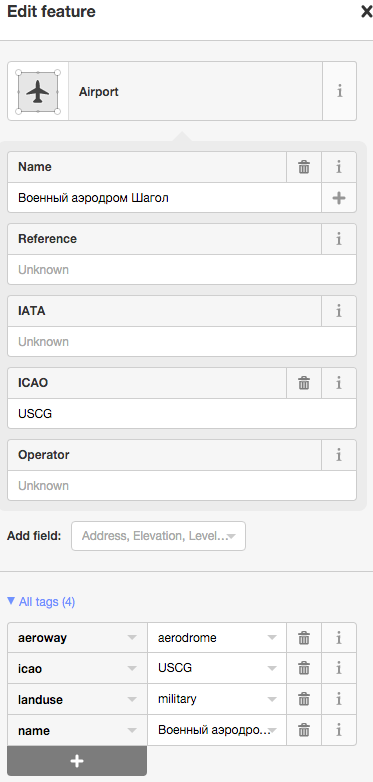 Edit feature
Airport
Name
Военный аэродром Шагол
Reference
Unknown
IATA
Unknown
ICAO
USCG
Operator
Unknown
Add field: Address, Elevation, Level...
All tags (4)
aeroway aerodrome
icao USCG
landuse military
name Военный аэродро...